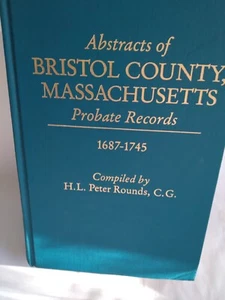 Abstracts of
BRISTOL COUNTY,
MASSACHUSETTS
Probate Records
1687-1745
Compiled by
H.L. Peter Rounds, C.G.